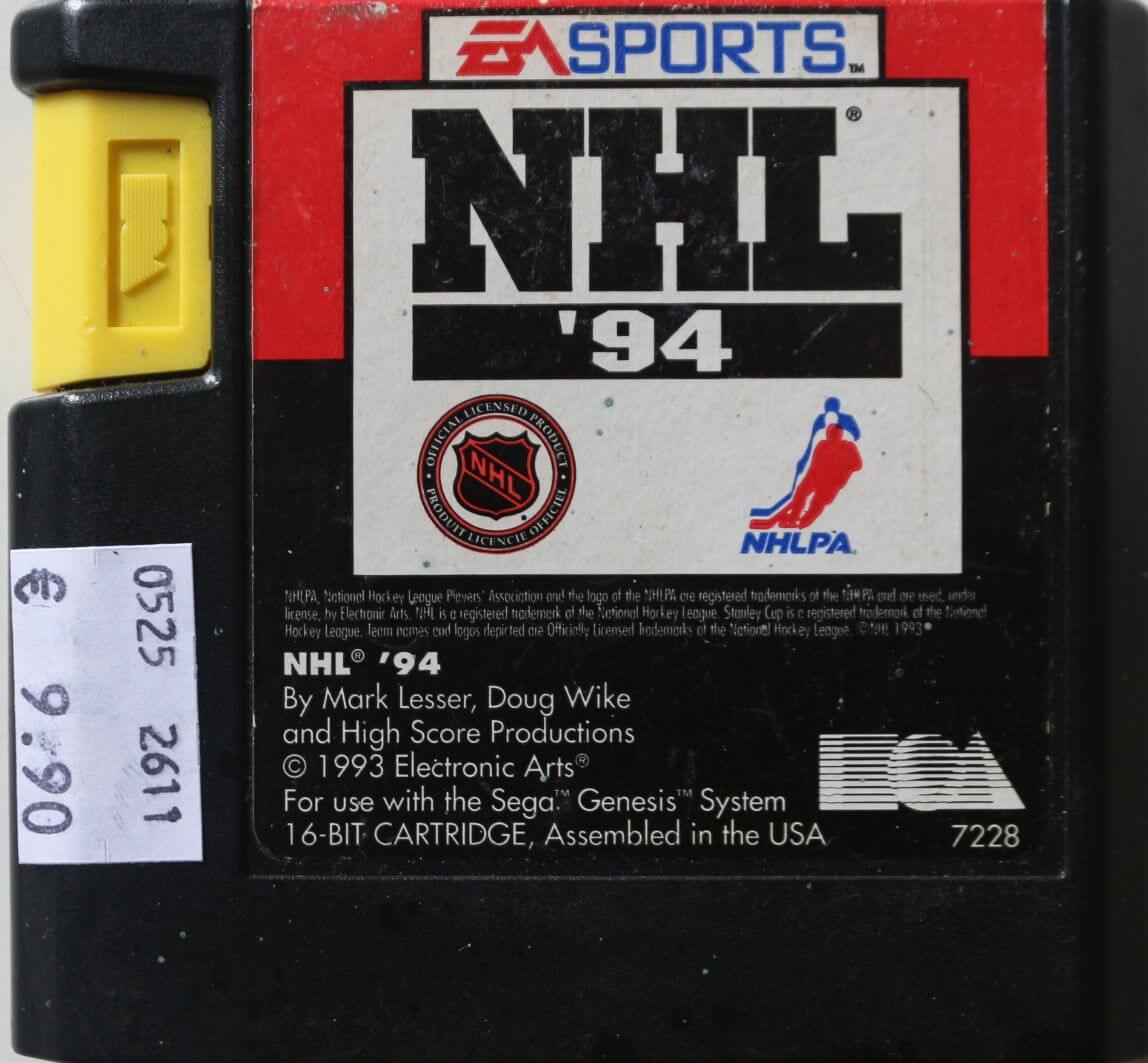 EA SPORTS™
NHL®
'94
OFFICIAL LICENSED PRODUCT
NHL
PRODUIT LICENCIE OFFICIEL
NHLPA.
NHLPA, National Hockey League Players' Association and the logo of the NHLPA are registered trademarks of the NHLPA and are used, under
license, by Electronic Arts. NHL is a registered trademark of the National Hockey League. Stanley Cup is a registered trademark of the National
Hockey League. Team names and logos depicted are Officially Licensed Trademarks of the National Hockey League. © NHL 1993
NHL® '94
By Mark Lesser, Doug Wike
and High Score Productions
© 1993 Electronic Arts®
For use with the Sega™ Genesis™ System
16-BIT CARTRIDGE, Assembled in the USA
EA
7228
0525 2611
€ 9.90